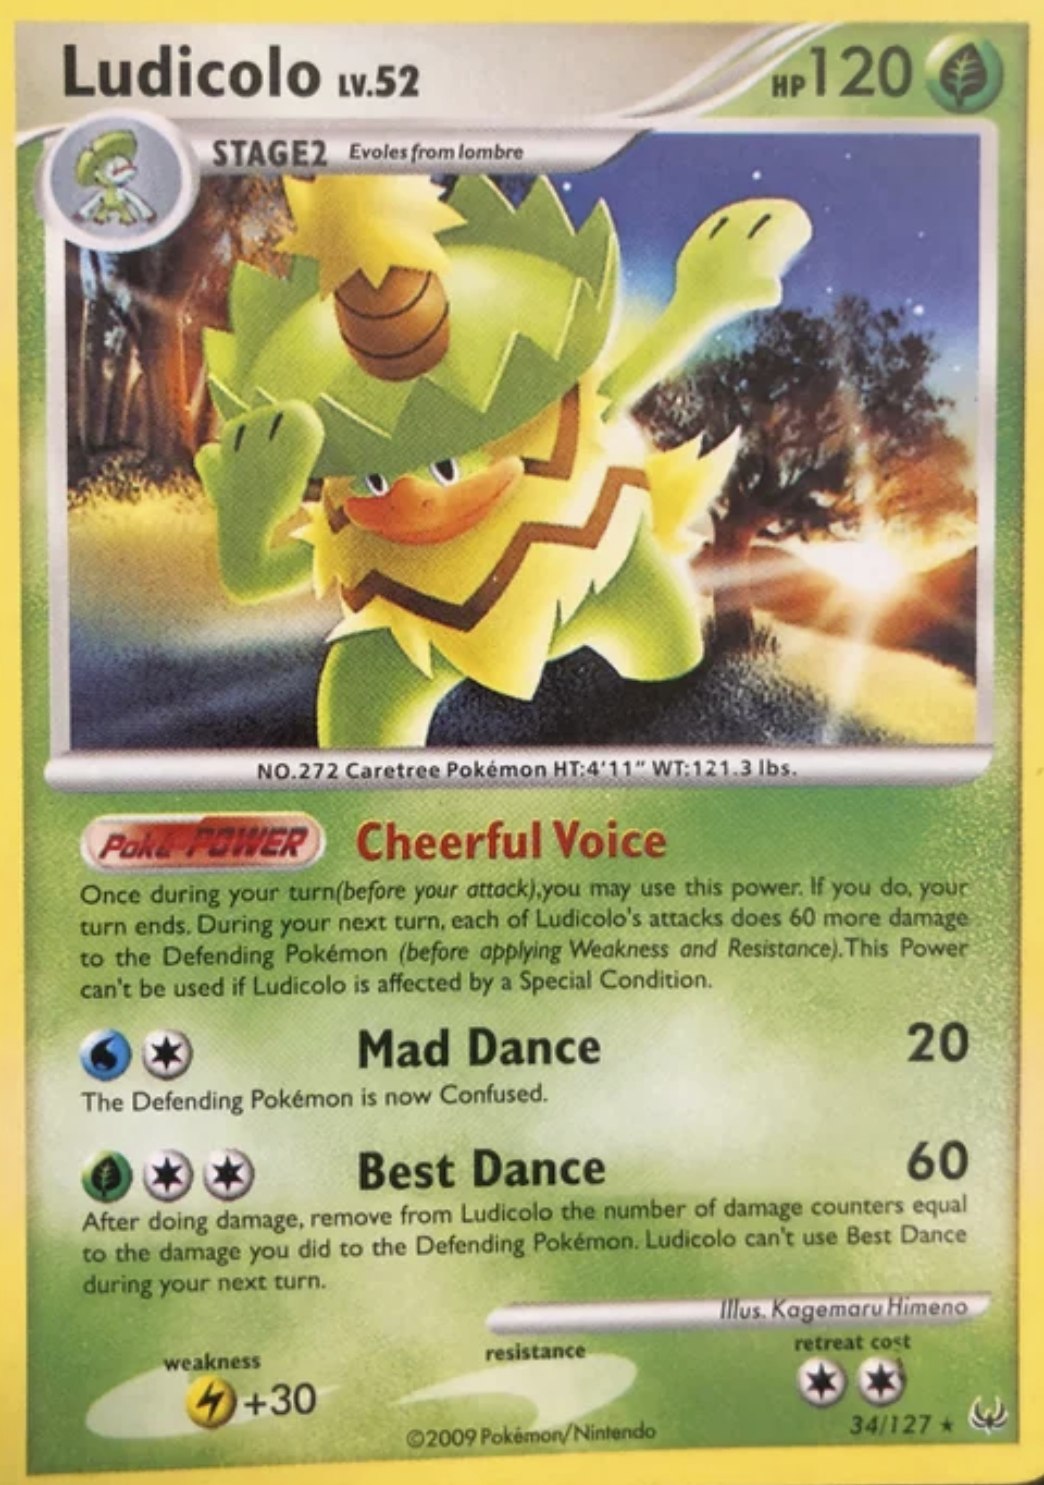 Ludicolo LV.52
HP120
STAGE2 Evoles from lombre
NO.272 Caretree Pokémon HT:4'11" WT:121.3 lbs.
Poké-POWER Cheerful Voice
Once during your turn(before your attack),you may use this power. If you do, your
turn ends. During your next turn, each of Ludicolo's attacks does 60 more damage
to the Defending Pokémon (before applying Weakness and Resistance).This Power
can't be used if Ludicolo is affected by a Special Condition.
Mad Dance 20
The Defending Pokémon is now Confused.
Best Dance 60
After doing damage, remove from Ludicolo the number of damage counters equal
to the damage you did to the Defending Pokémon. Ludicolo can't use Best Dance
during your next turn.
Illus. Kagemaru Himeno
weakness resistance retreat cost
+30
34/127
©2009 Pokémon/Nintendo